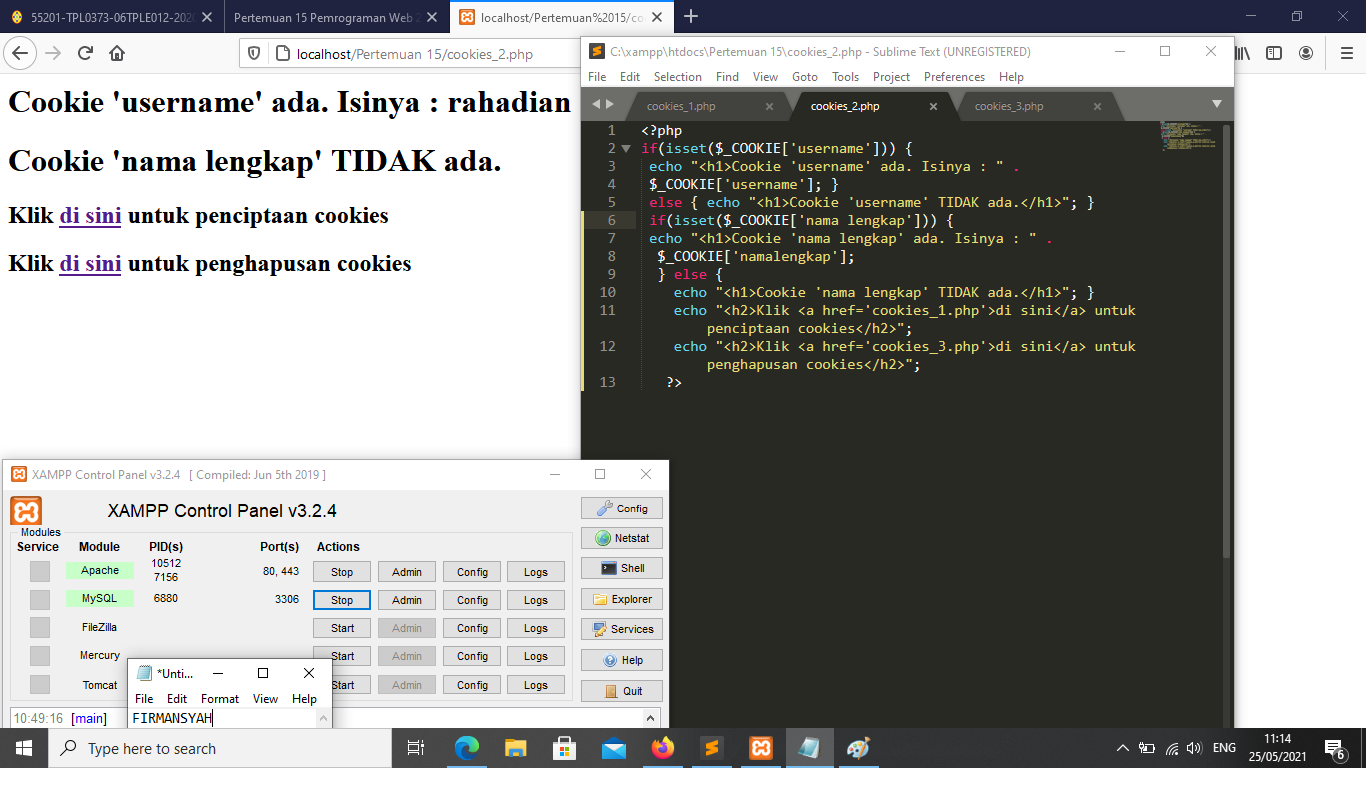 55201-TPL0373-06TPLE012-202
Pertemuan 15 Pemrograman Web 2
localhost/Pertemuan%2015/co
localhost/Pertemuan 15/cookies_2.php
Cookie 'username' ada. Isinya : rahadian
Cookie 'nama lengkap' TIDAK ada.
Klik di sini untuk penciptaan cookies
Klik di sini untuk penghapusan cookies
C:\xampp\htdocs\Pertemuan 15\cookies_2.php - Sublime Text (UNREGISTERED)
File Edit Selection Find View Goto Tools Project Preferences Help
cookies_1.php cookies_2.php cookies_3.php
1 <?php
2 if(isset($_COOKIE['username'])) {
3 echo "<h1>Cookie 'username' ada. Isinya : " .
4 $_COOKIE['username']; }
5 else { echo "<h1>Cookie 'username' TIDAK ada.</h1>"; }
6 if(isset($_COOKIE['nama lengkap'])) {
7 echo "<h1>Cookie 'nama lengkap' ada. Isinya : " .
8 $_COOKIE['namalengkap'];
9 } else {
10 echo "<h1>Cookie 'nama lengkap' TIDAK ada.</h1>"; }
11 echo "<h2>Klik <a href='cookies_1.php'>di sini</a> untuk
penciptaan cookies</h2>";
12 echo "<h2>Klik <a href='cookies_3.php'>di sini</a> untuk
penghapusan cookies</h2>";
13 ?>
XAMPP Control Panel v3.2.4 [ Compiled: Jun 5th 2019 ]
XAMPP Control Panel v3.2.4
Modules
Service Module PID(s) Port(s) Actions
Apache 10512 7156 80, 443 Stop Admin Config Logs
MySQL 6880 3306 Stop Admin Config Logs
FileZilla Start Admin Config Logs
Mercury Start Admin Config Logs
Tomcat Start Admin Config Logs
Config
Netstat
Shell
Explorer
Services
Help
Quit
10:49:16 [main]
*Unti...
File Edit Format View Help
FIRMANSYAH
Type here to search
ENG
11:14
25/05/2021
6